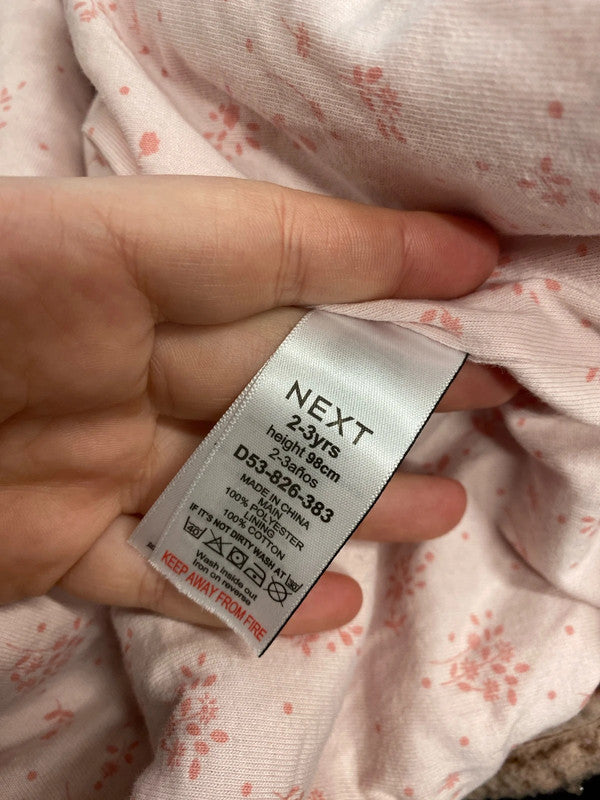 NEXT
2-3yrs
height 98cm
2-3años
D53-826-383
MADE IN CHINA
MAIN
100% POLYESTER
LINING
100% COTTON
IF IT'S NOT DIRTY WASH AT 30
Wash inside out
Iron on reverse
KEEP AWAY FROM FIRE